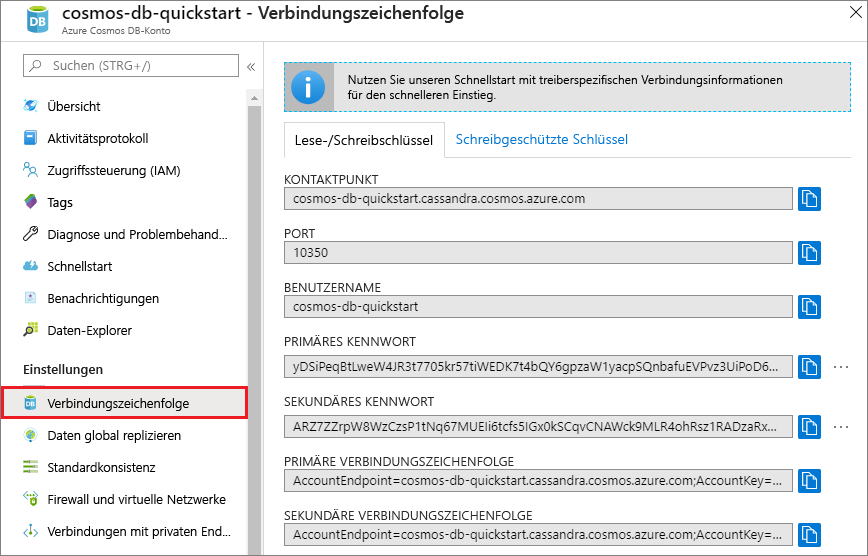 cosmos-db-quickstart - Verbindungszeichenfolge
Azure Cosmos DB-Konto
Suchen (STRG+/)
Übersicht
Aktivitätsprotokoll
Zugriffssteuerung (IAM)
Tags
Diagnose und Problembehand...
Schnellstart
Benachrichtigungen
Daten-Explorer
Einstellungen
Verbindungszeichenfolge
Daten global replizieren
Standardkonsistenz
Firewall und virtuelle Netzwerke
Verbindungen mit privaten End...
Nutzen Sie unseren Schnellstart mit treiberspezifischen Verbindungsinformationen
für den schnelleren Einstieg.
Lese-/Schreibschlüssel
Schreibgeschützte Schlüssel
KONTAKTPUNKT
cosmos-db-quickstart.cassandra.cosmos.azure.com
PORT
10350
BENUTZERNAME
cosmos-db-quickstart
PRIMÄRES KENNWORT
yDSiPeqBtLweW4JR3t7705kr57tiWEDK7t4bQY6gpzaW1yacpSQnbafuEVPvz3UiPoD6...
SEKUNDÄRES KENNWORT
ARZ7ZZrpW8WzCzsP1tNq67MUEIi6tcfs5IGx0kSCqvCNAWck9MLR4ohRsz1RADzaRx...
PRIMÄRE VERBINDUNGSZEICHENFOLGE
AccountEndpoint=cosmos-db-quickstart.cassandra.cosmos.azure.com;AccountKey=...
SEKUNDÄRE VERBINDUNGSZEICHENFOLGE
AccountEndpoint=cosmos-db-quickstart.cassandra.cosmos.azure.com;AccountKey=...